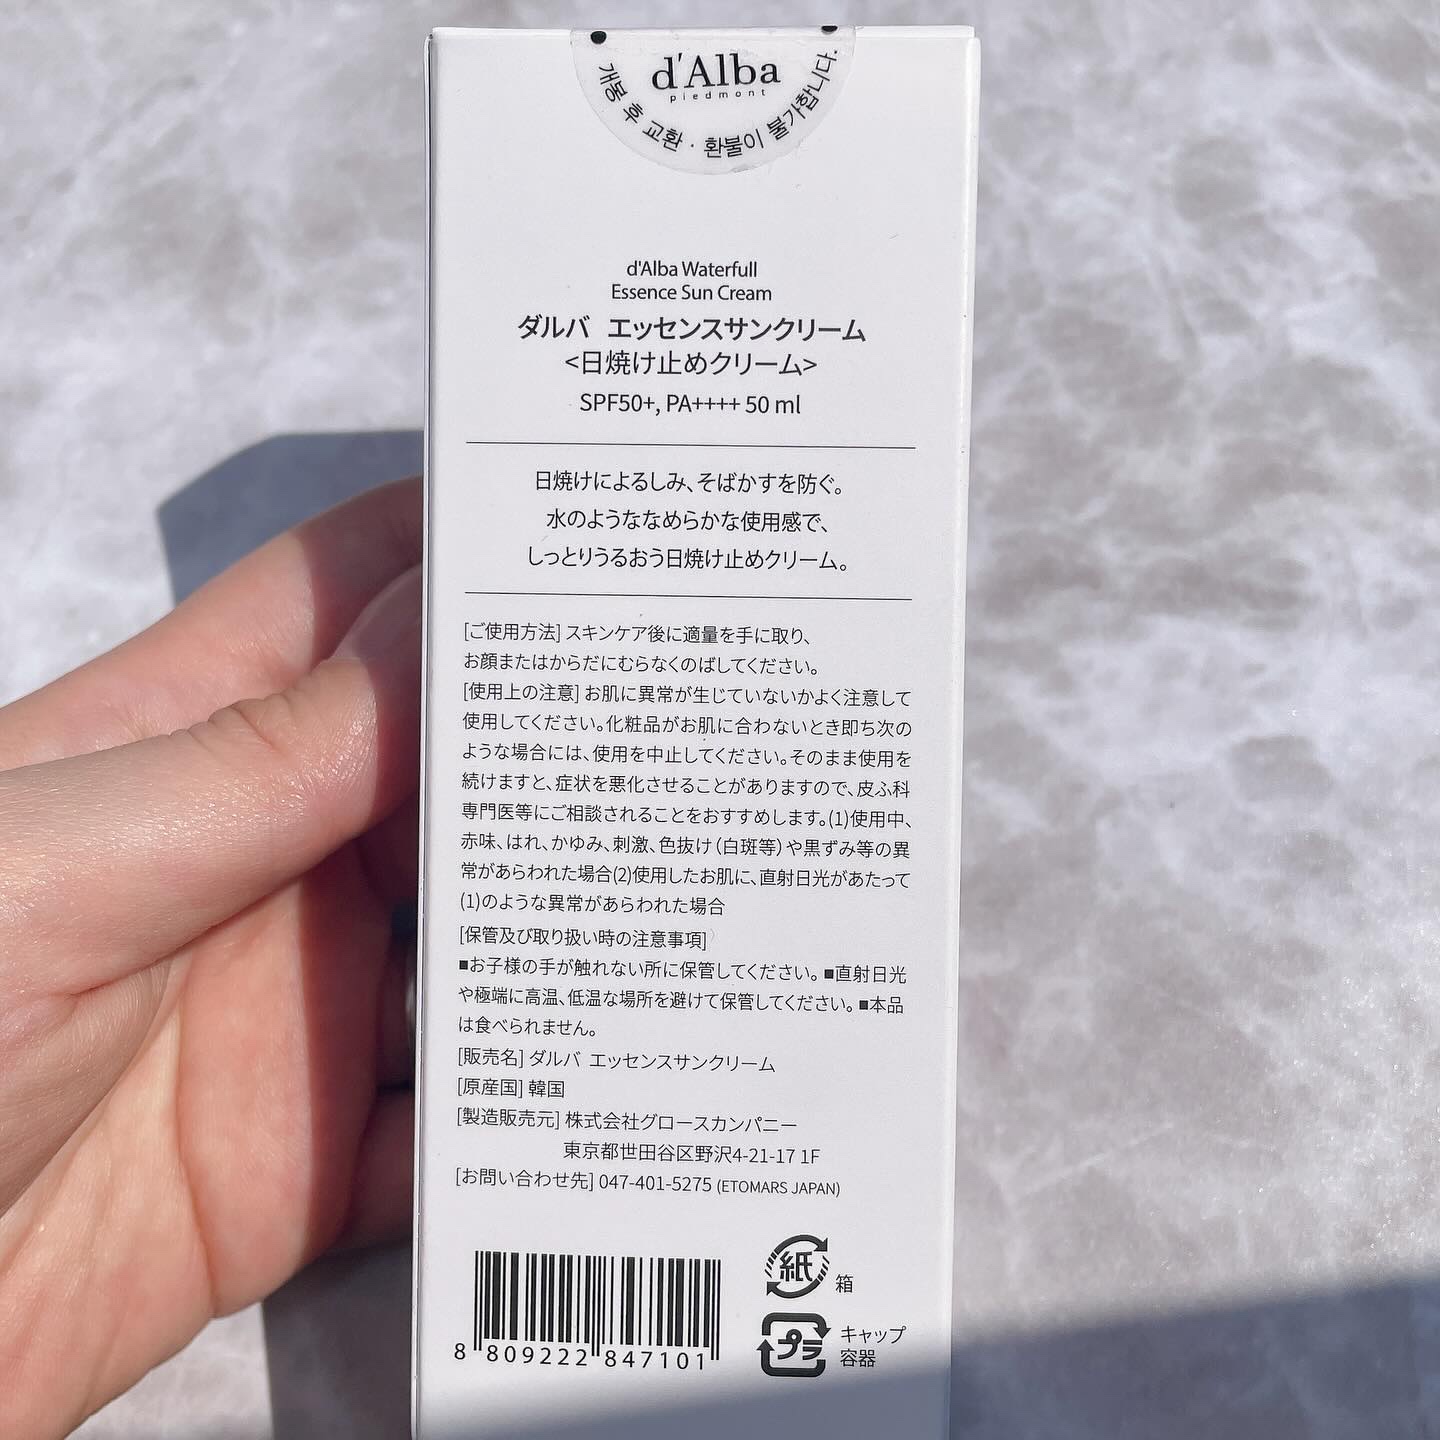 d'Alba
piedmont
개봉 후 교환 · 환불이 불가합니다.
d'Alba Waterfull
Essence Sun Cream
ダルバ エッセンスサンクリーム
<日焼け止めクリーム>
SPF50+, PA++++ 50 ml
日焼けによるしみ、そばかすを防ぐ。
水のようななめらかな使用感で、
しっとりうるおう日焼け止めクリーム。
[ご使用方法] スキンケア後に適量を手に取り、
お顔またはからだにむらなくのばしてください。
[使用上の注意] お肌に異常が生じていないかよく注意して
使用してください。化粧品がお肌に合わないとき即ち次の
ような場合には、使用を中止してください。そのまま使用を
続けますと、症状を悪化させることがありますので、皮ふ科
専門医等にご相談されることをおすすめします。(1)使用中、
赤味、はれ、かゆみ、刺激、色抜け(白斑等)や黒ずみ等の異
常があらわれた場合(2)使用したお肌に、直射日光があたって
(1)のような異常があらわれた場合
[保管及び取り扱い時の注意事項]
■お子様の手が触れない所に保管してください。■直射日光
や極端に高温、低温な場所を避けて保管してください。■本品
は食べられません。
[販売名] ダルバ エッセンスサンクリーム
[原産国] 韓国
[製造販売元] 株式会社グロースカンパニー
東京都世田谷区野沢4-21-17 1F
[お問い合わせ先] 047-401-5275 (ETOMARS JAPAN)
紙 箱
プラ キャップ
容器
8 809222 847101